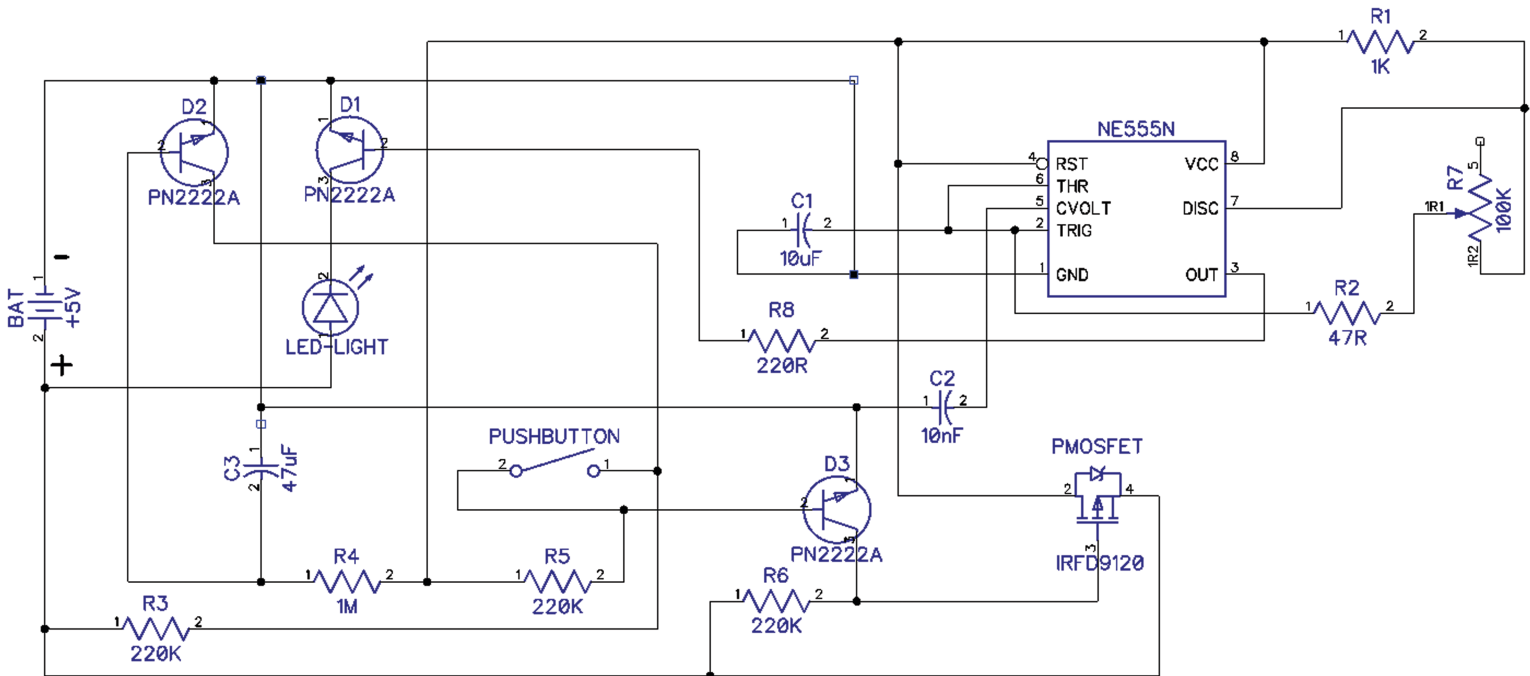 R1
1 2
1K
D2
1
2
3
PN2222A
D1
1
2
3
PN2222A
NE555N
4 RST
6 THR
5 CVOLT
2 TRIG
1 GND
VCC 8
DISC 7
OUT 3
C1
1 2
10uF
5
R7
100K
1R1
1R2
-
1
BAT
+5V
2
+
2
1
LED-LIGHT
R8
1 2
220R
R2
1 2
47R
C2
1 2
10nF
PUSHBUTTON
2 1
1
C3
47uF
2
D3
1
2
3
PN2222A
PMOSFET
2 4
3
IRFD9120
R4
1 2
1M
R5
1 2
220K
R6
1 2
220K
R3
1 2
220K